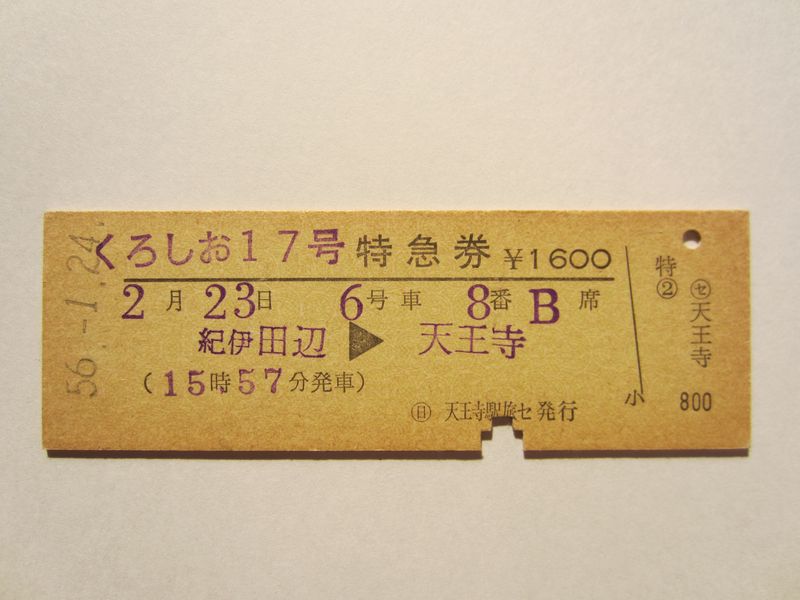 56.-1.24.
くろしお17号 特急券 ¥1600
2月23日 6号車 8番B席
紀伊田辺 ▶ 天王寺
(15時57分発車)
㊐ 天王寺駅旅セ発行
特②
㋝天王寺
小 800